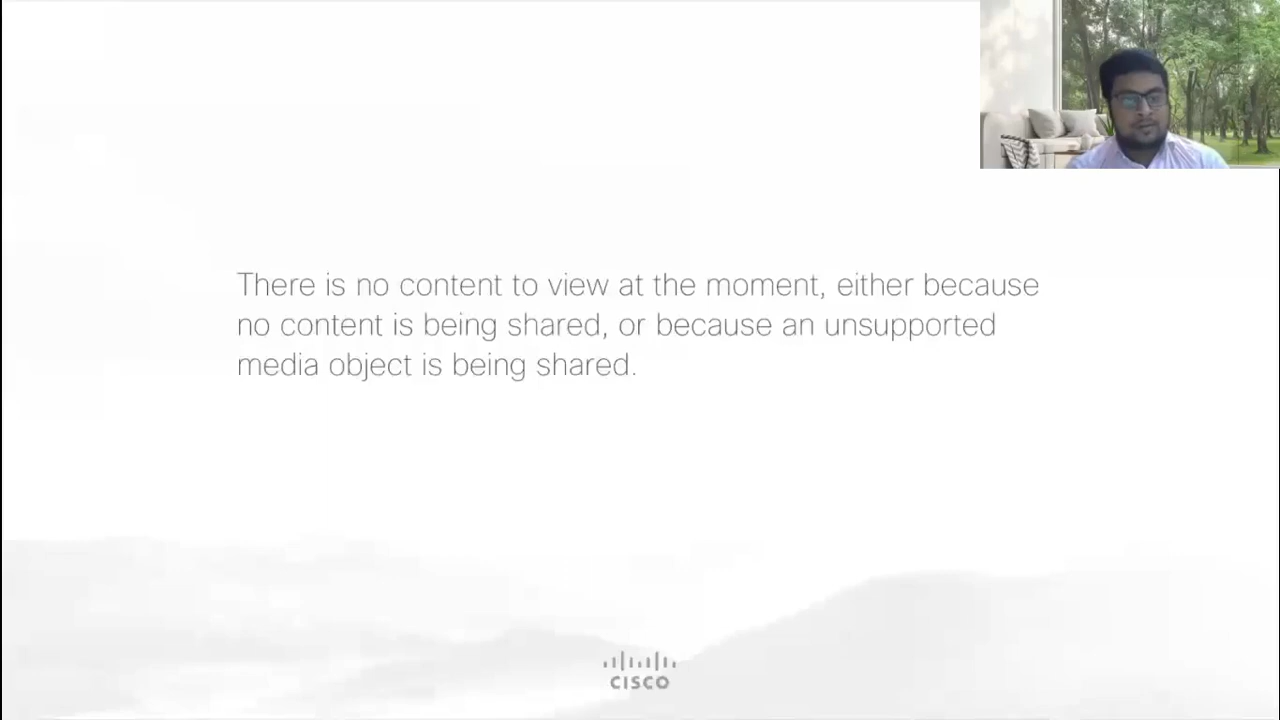 There is no content to view at the moment, either because
no content is being shared, or because an unsupported
media object is being shared.
CISCO